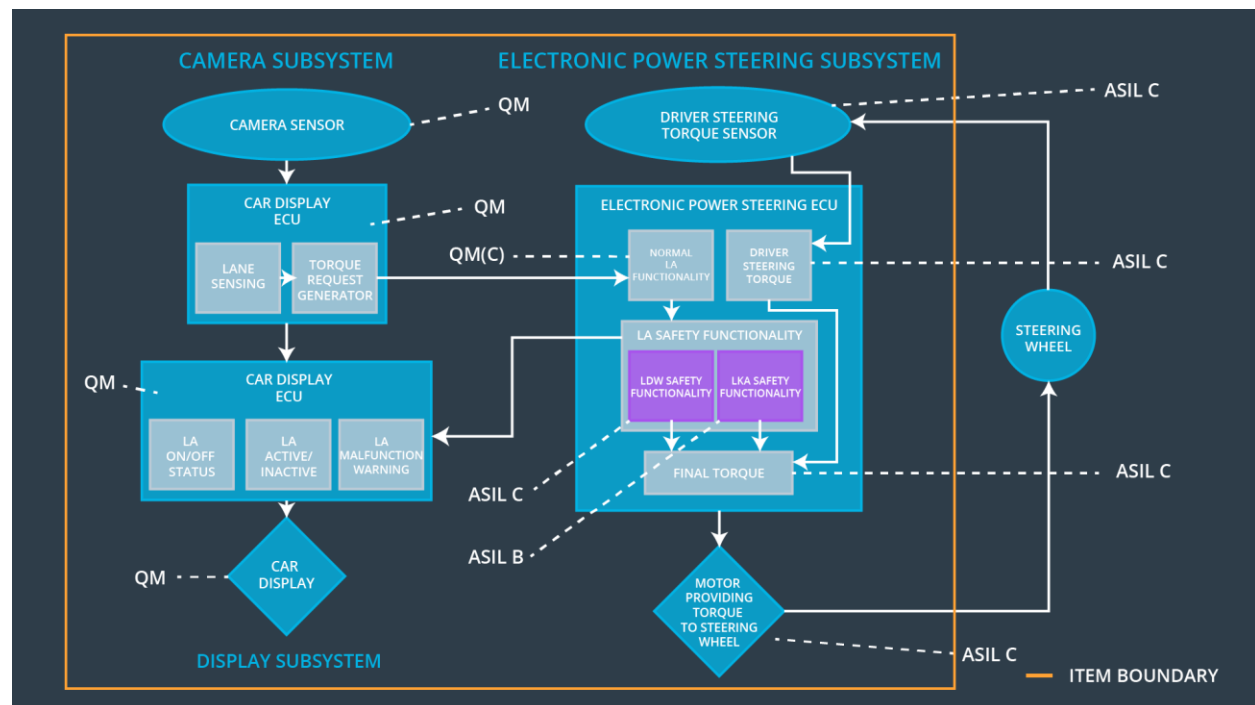 CAMERA SUBSYSTEM
ELECTRONIC POWER STEERING SUBSYSTEM
CAMERA SENSOR
QM
DRIVER STEERING
TORQUE SENSOR
ASIL C
CAR DISPLAY
ECU
QM
LANE
SENSING
TORQUE
REQUEST
GENERATOR
ELECTRONIC POWER STEERING ECU
QM(C)
NORMAL
LA
FUNCTIONALITY
DRIVER
STEERING
TORQUE
ASIL C
LA SAFETY FUNCTIONALITY
LDW SAFETY
FUNCTIONALITY
LKA SAFETY
FUNCTIONALITY
STEERING
WHEEL
CAR DISPLAY
ECU
QM
LA
ON/OFF
STATUS
LA
ACTIVE/
INACTIVE
LA
MALFUNCTION
WARNING
FINAL TORQUE
ASIL C
ASIL C
ASIL B
CAR
DISPLAY
QM
MOTOR
PROVIDING
TORQUE
TO STEERING
WHEEL
ASIL C
DISPLAY SUBSYSTEM
ITEM BOUNDARY